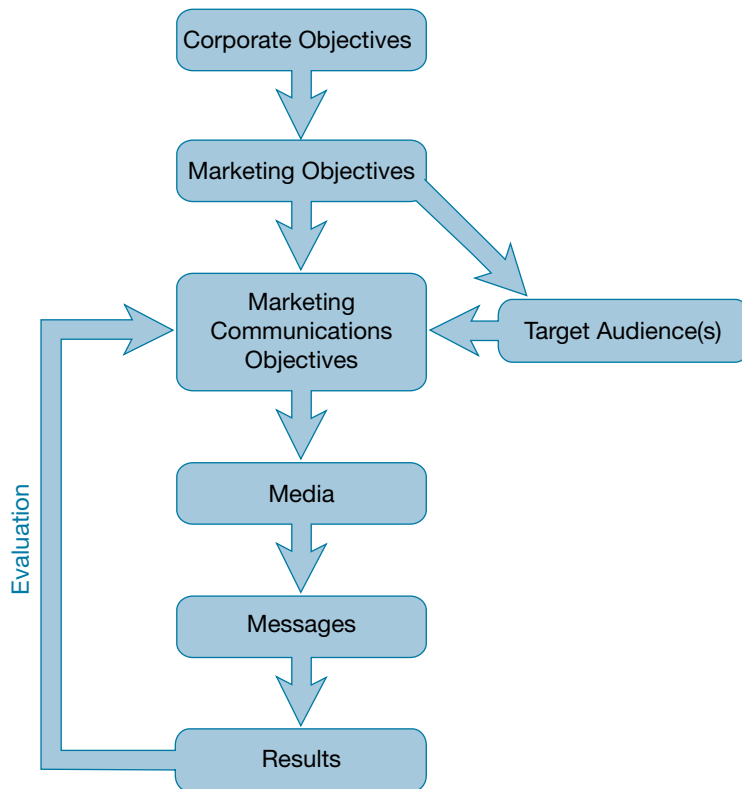 Corporate Objectives
Marketing Objectives
Marketing
Communications
Objectives
Target Audience(s)
Media
Evaluation
Messages
Results